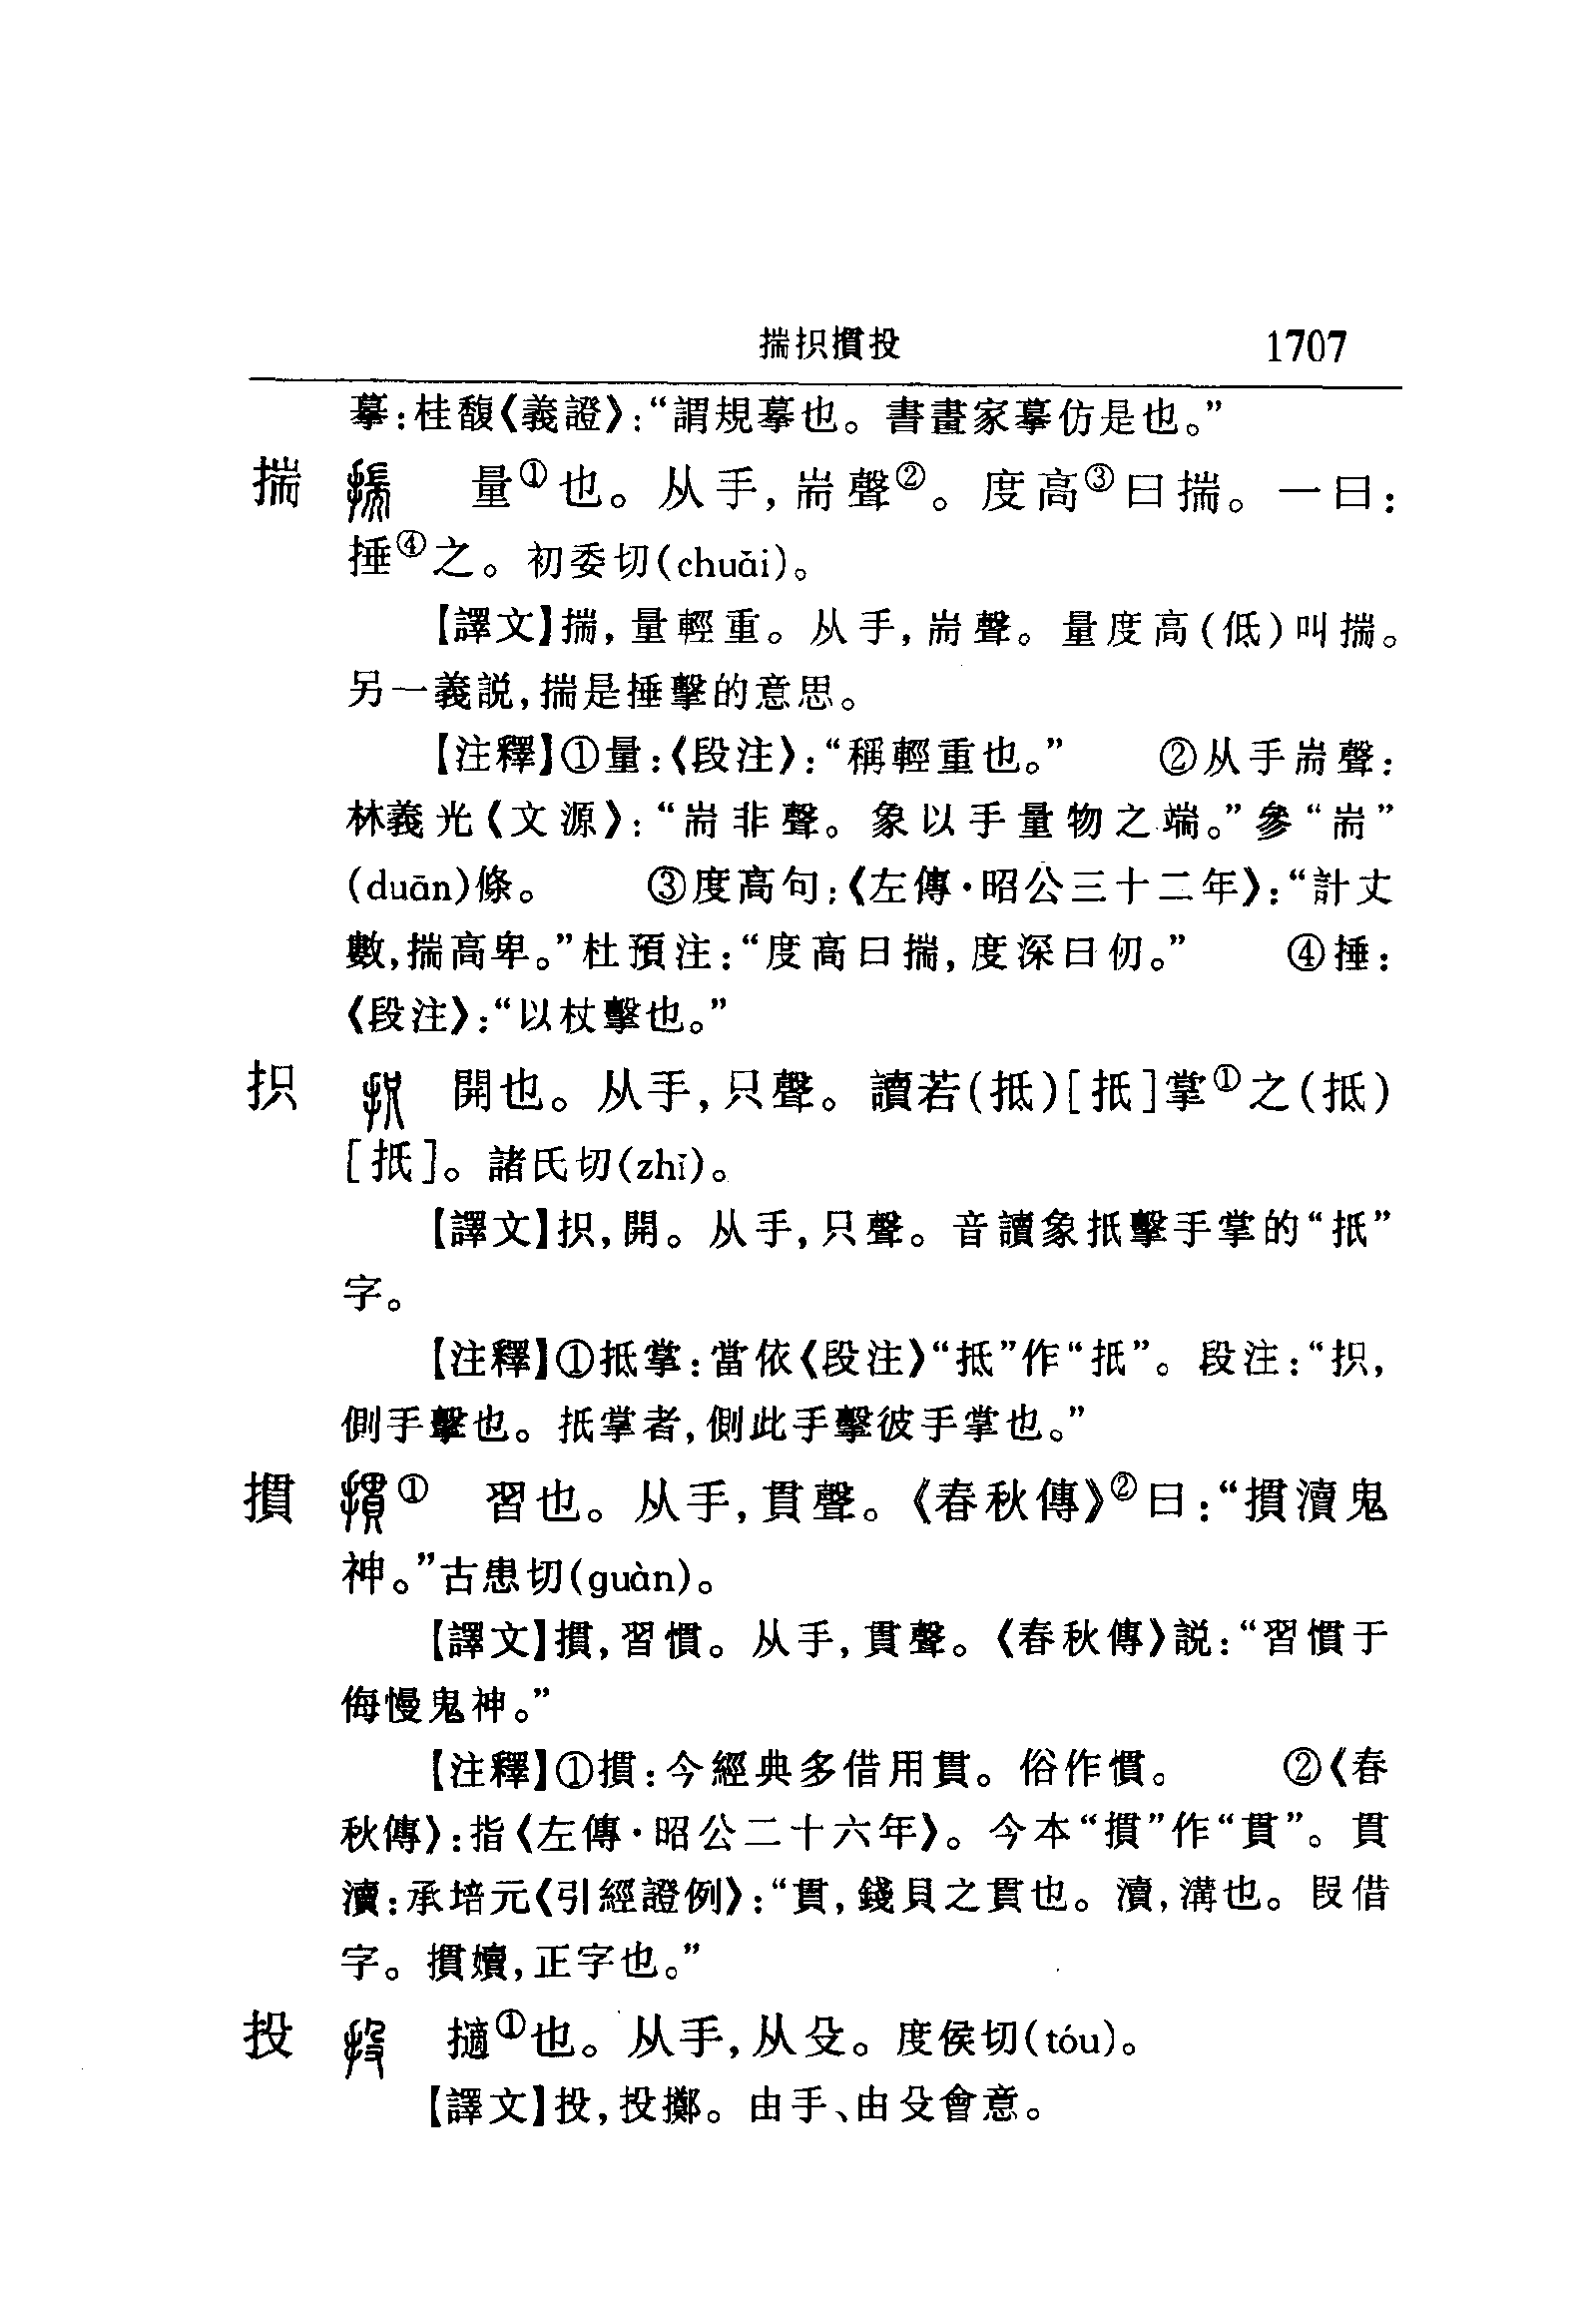 揣抧摜投 1707
摹:桂馥《義證》:“謂規摹也。書畫家摹仿是也。”
揣 量①也。从手,耑聲②。度高③曰揣。一曰:
捶④之。初委切(chuǎi)。
【譯文】揣,量輕重。从手,耑聲。量度高(低)叫揣。
另一義説,揣是捶擊的意思。
【注釋】①量:《段注》:“稱輕重也。” ②从手耑聲:
林義光《文源》:“耑非聲。象以手量物之端。”參“耑”
(duān)條。 ③度高句:《左傳·昭公三十二年》:“計丈
數,揣高卑。”杜預注:“度高曰揣,度深曰仞。” ④捶:
《段注》:“以杖擊也。”
抧 開也。从手,只聲。讀若(抵)[扺]掌①之(抵)
[扺]。諸氏切(zhǐ)。
【譯文】抧,開。从手,只聲。音讀象扺擊手掌的“扺”
字。
【注釋】①抵掌:當依《段注》“抵”作“扺”。段注:“抧,
側手擊也。扺掌者,側此手擊彼手掌也。”
摜 ① 習也。从手,貫聲。《春秋傳》②曰:“摜瀆鬼
神。”古患切(guàn)。
【譯文】摜,習慣。从手,貫聲。《春秋傳》説:“習慣于
侮慢鬼神。”
【注釋】①摜:今經典多借用貫。俗作慣。 ②《春
秋傳》:指《左傳·昭公二十六年》。今本“摜”作“貫”。貫
瀆:承培元《引經證例》:“貫,錢貝之貫也。瀆,溝也。叚借
字。摜嬻,正字也。”
投 擿①也。从手,从殳。度侯切(tóu)。
【譯文】投,投擲。由手、由殳會意。